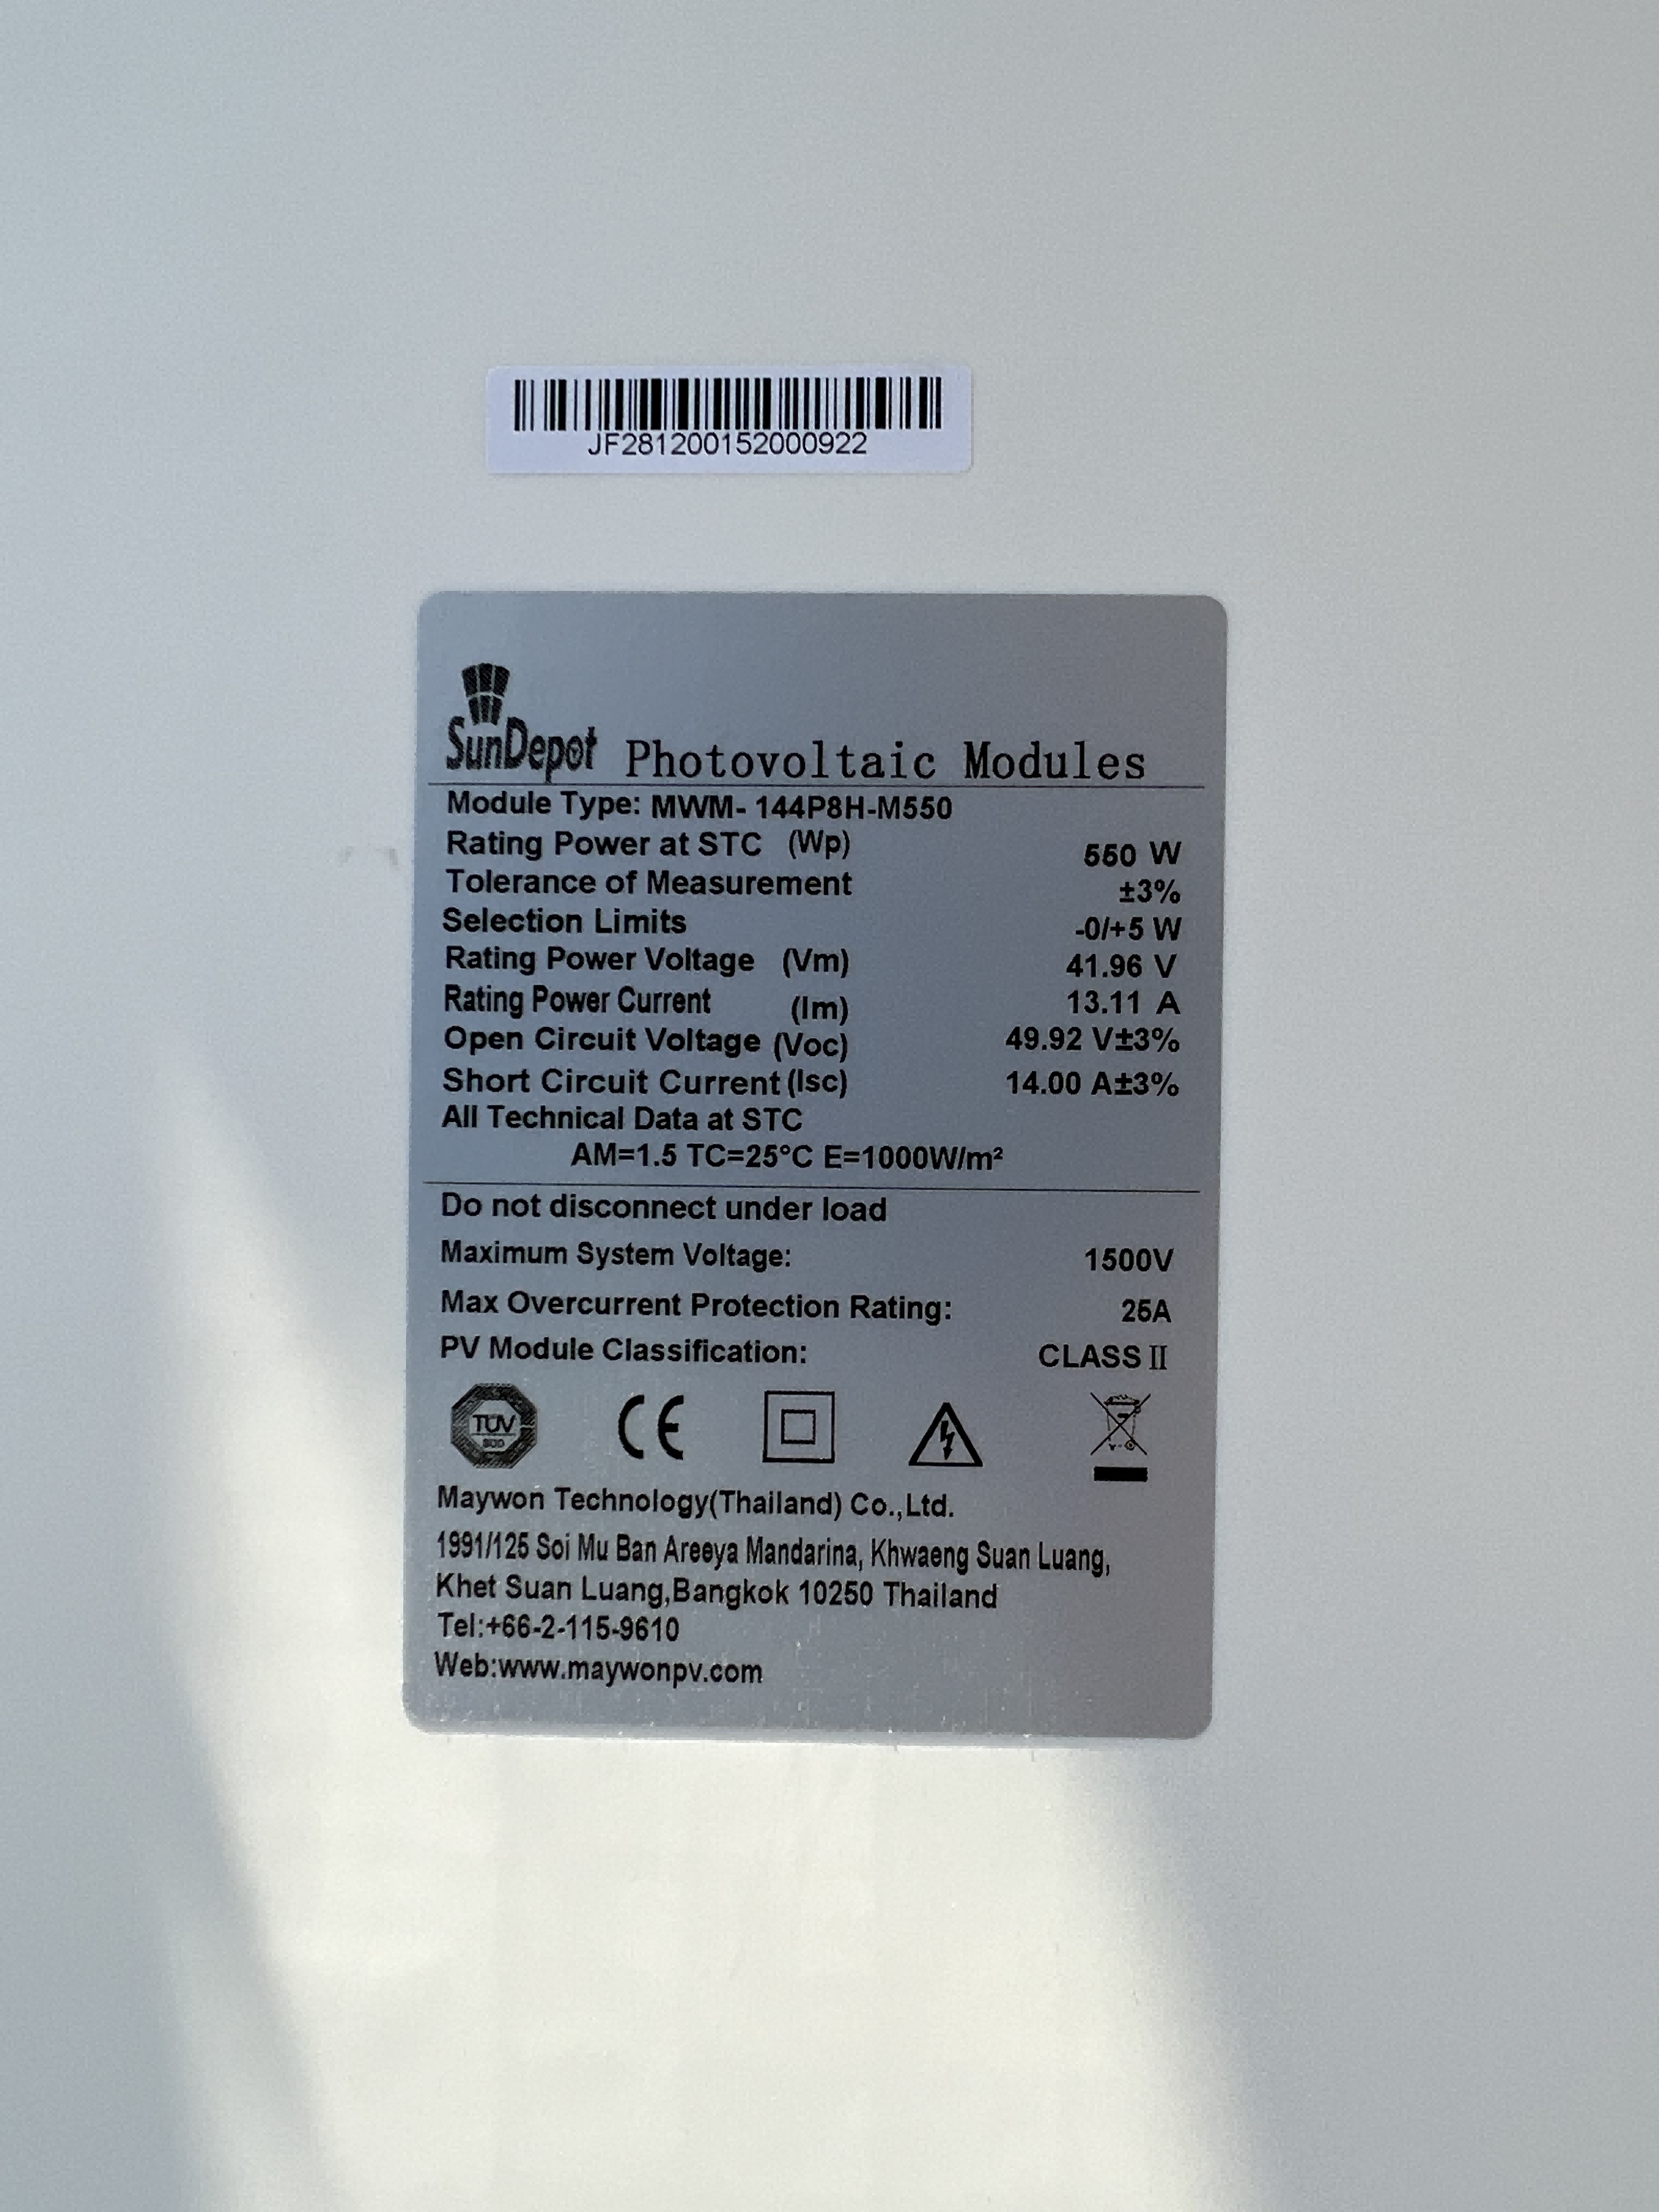 JF281200152000922
SunDepot Photovoltaic Modules
Module Type: MWM- 144P8H-M550
Rating Power at STC (Wp) 550 W
Tolerance of Measurement ±3%
Selection Limits -0/+5 W
Rating Power Voltage (Vm) 41.96 V
Rating Power Current (Im) 13.11 A
Open Circuit Voltage (Voc) 49.92 V±3%
Short Circuit Current (Isc) 14.00 A±3%
All Technical Data at STC
AM=1.5 TC=25°C E=1000W/m²
Do not disconnect under load
Maximum System Voltage: 1500V
Max Overcurrent Protection Rating: 25A
PV Module Classification: CLASS II
TÜV SÜD CE
Maywon Technology(Thailand) Co.,Ltd.
1991/125 Soi Mu Ban Areeya Mandarina, Khwaeng Suan Luang,
Khet Suan Luang,Bangkok 10250 Thailand
Tel:+66-2-115-9610
Web:www.maywonpv.com